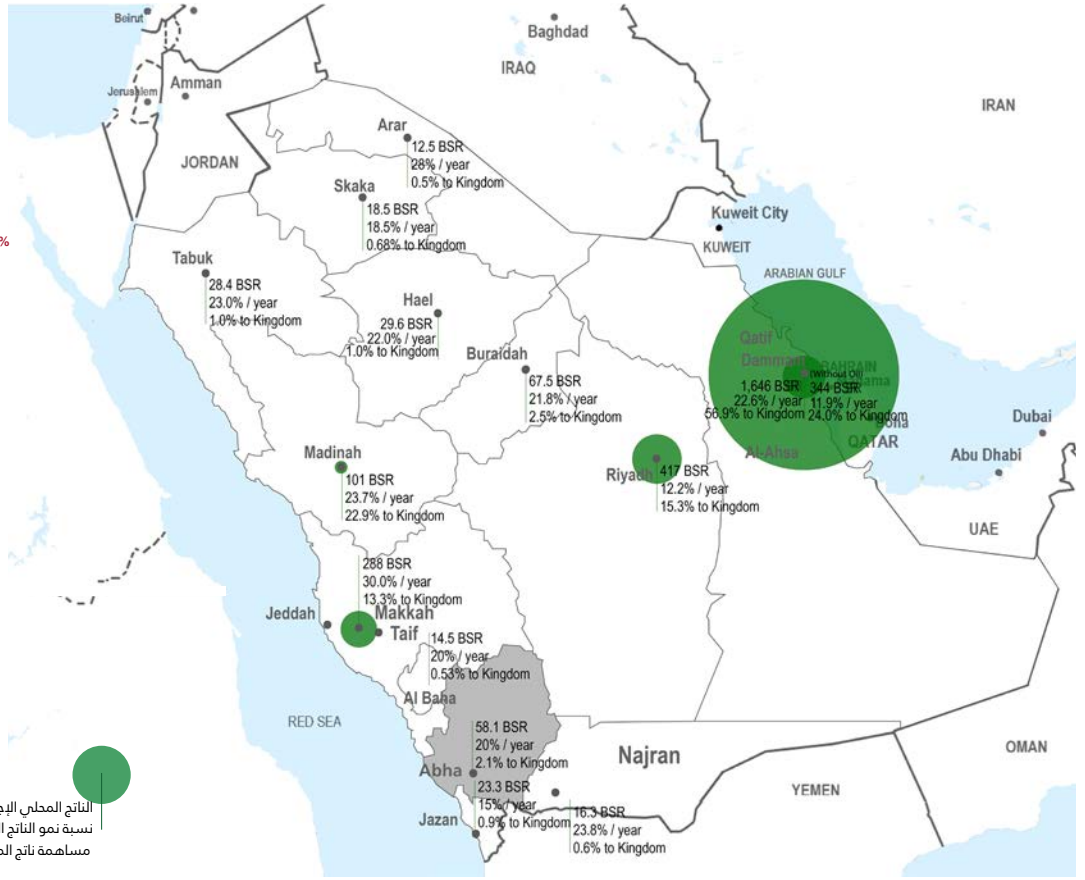 Beirut
Baghdad
IRAQ
IRAN
Jerusalem
Amman
JORDAN
Arar
12.5 BSR
28% / year
0.5% to Kingdom
Skaka
18.5 BSR
18.5% / year
0.68% to Kingdom
Kuweit City
KUWEIT
ARABIAN GULF
%
Tabuk
28.4 BSR
23.0% / year
1.0% to Kingdom
Hael
29.6 BSR
22.0% / year
1.0% to Kingdom
Buraidah
67.5 BSR
21.8% / year
2.5% to Kingdom
Qatif
Dammam
BAHRAIN
(Without Oil)
1,646 BSR
22.6% / year
56.9% to Kingdom
344 BSR
11.9% / year
24.0% to Kingdom
QATAR
Al-Ahsa
Dubai
Abu Dhabi
UAE
Madinah
101 BSR
23.7% / year
22.9% to Kingdom
Riyadh
417 BSR
12.2% / year
15.3% to Kingdom
288 BSR
30.0% / year
13.3% to Kingdom
Jeddah
Makkah
Taif
14.5 BSR
20% / year
0.53% to Kingdom
Al Baha
RED SEA
58.1 BSR
20% / year
2.1% to Kingdom
Abha
23.3 BSR
15% / year
0.9% to Kingdom
Jazan
Najran
16.3 BSR
23.8% / year
0.6% to Kingdom
YEMEN
OMAN
الناتج المحلي
نسبة نمو الناتج
مساهمة ناتج